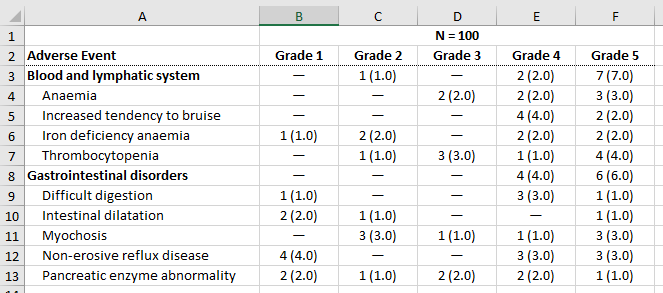 A B C D E F
1 N = 100
2 Adverse Event Grade 1 Grade 2 Grade 3 Grade 4 Grade 5
3 Blood and lymphatic system — 1 (1.0) — 2 (2.0) 7 (7.0)
4 Anaemia — — 2 (2.0) 2 (2.0) 3 (3.0)
5 Increased tendency to bruise — — — 4 (4.0) 2 (2.0)
6 Iron deficiency anaemia 1 (1.0) 2 (2.0) — 2 (2.0) 2 (2.0)
7 Thrombocytopenia — 1 (1.0) 3 (3.0) 1 (1.0) 4 (4.0)
8 Gastrointestinal disorders — — — 4 (4.0) 6 (6.0)
9 Difficult digestion 1 (1.0) — — 3 (3.0) 1 (1.0)
10 Intestinal dilatation 2 (2.0) 1 (1.0) — — 1 (1.0)
11 Myochosis — 3 (3.0) 1 (1.0) 1 (1.0) 3 (3.0)
12 Non-erosive reflux disease 4 (4.0) — — 3 (3.0) 3 (3.0)
13 Pancreatic enzyme abnormality 2 (2.0) 1 (1.0) 2 (2.0) 2 (2.0) 1 (1.0)